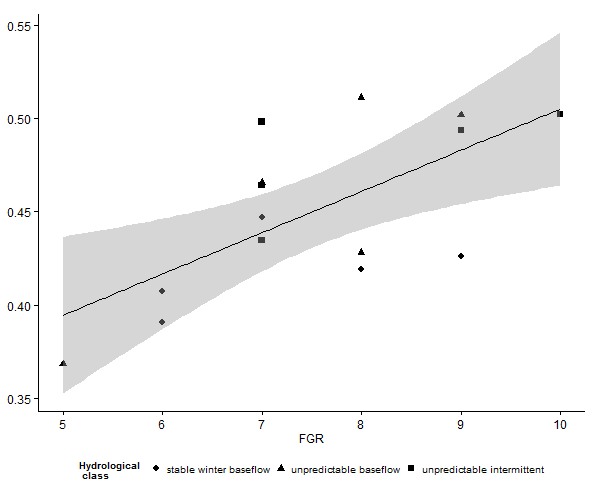 0.55
0.50
0.45
0.40
0.35
5 6 7 8 9 10
FGR
Hydrological
class
stable winter baseflow unpredictable baseflow unpredictable intermittent